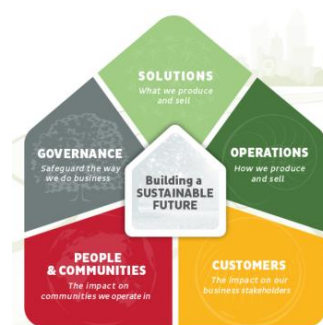 SOLUTIONS
What we produce
and sell
GOVERNANCE
Safeguard the way
we do business
OPERATIONS
How we produce
and sell
Building a
SUSTAINABLE
FUTURE
PEOPLE
& COMMUNITIES
The impact on
communities we operate in
CUSTOMERS
The impact on our
business stakeholders